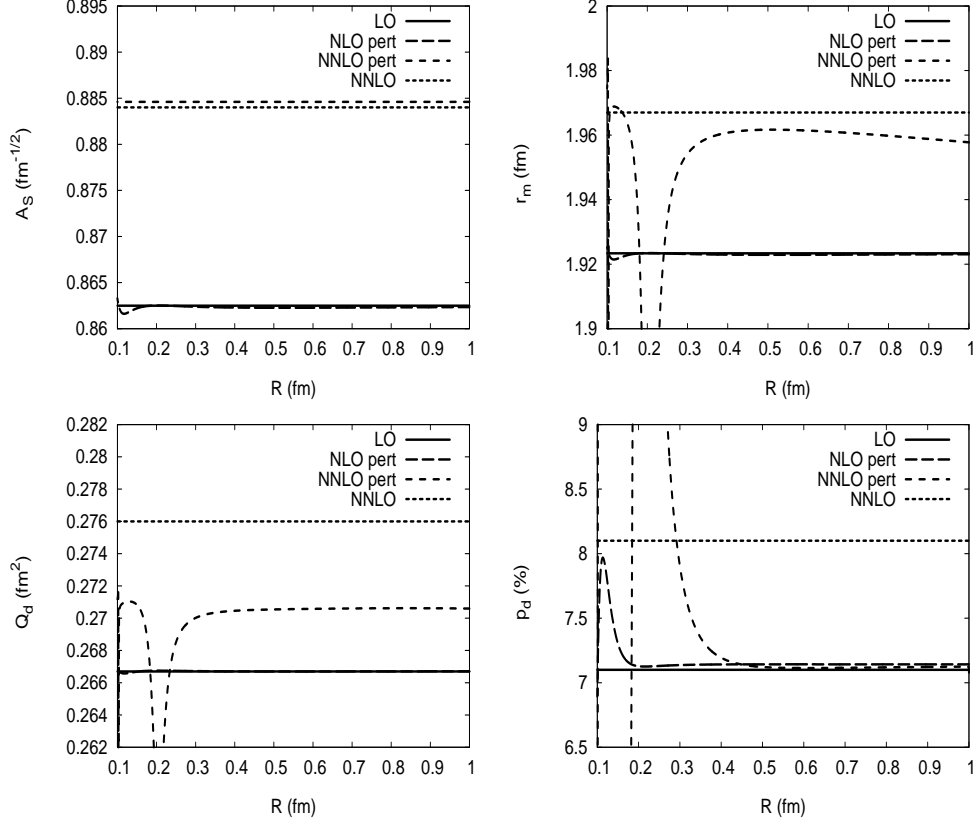 0.895
0.89
0.885
0.88
0.875
0.87
0.865
0.86
A_S (fm^{-1/2})
0.1 0.2 0.3 0.4 0.5 0.6 0.7 0.8 0.9 1
R (fm)
LO
NLO pert
NNLO pert
NNLO
2
1.98
1.96
1.94
1.92
1.9
r_m (fm)
0.1 0.2 0.3 0.4 0.5 0.6 0.7 0.8 0.9 1
R (fm)
LO
NLO pert
NNLO pert
NNLO
0.282
0.28
0.278
0.276
0.274
0.272
0.27
0.268
0.266
0.264
0.262
Q_d (fm^2)
0.1 0.2 0.3 0.4 0.5 0.6 0.7 0.8 0.9 1
R (fm)
LO
NLO pert
NNLO pert
NNLO
9
8.5
8
7.5
7
6.5
p_d (%)
0.1 0.2 0.3 0.4 0.5 0.6 0.7 0.8 0.9 1
R (fm)
LO
NLO pert
NNLO pert
NNLO